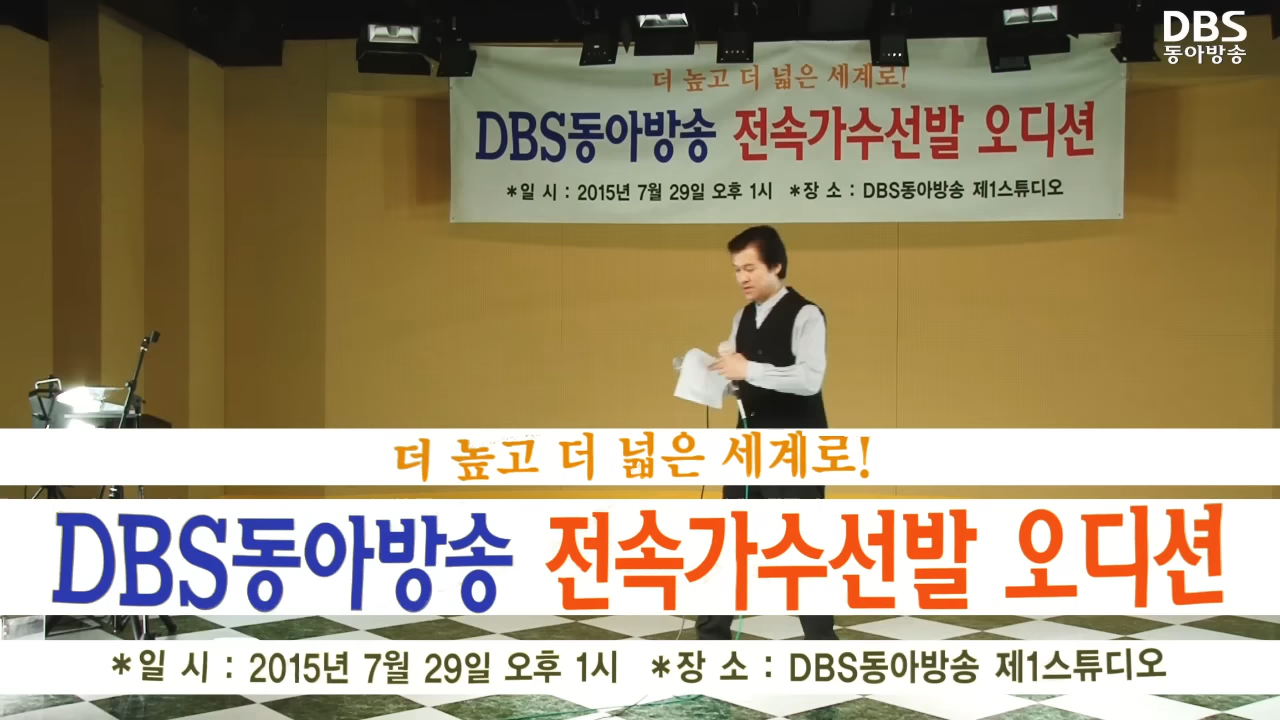 DBS
동아방송
더 높고 더 넓은 세계로!
DBS동아방송 전속가수선발 오디션
*일 시 : 2015년 7월 29일 오후 1시 *장 소 : DBS동아방송 제1스튜디오
더 높고 더 넓은 세계로!
DBS동아방송 전속가수선발 오디션
*일 시 : 2015년 7월 29일 오후 1시 *장 소 : DBS동아방송 제1스튜디오